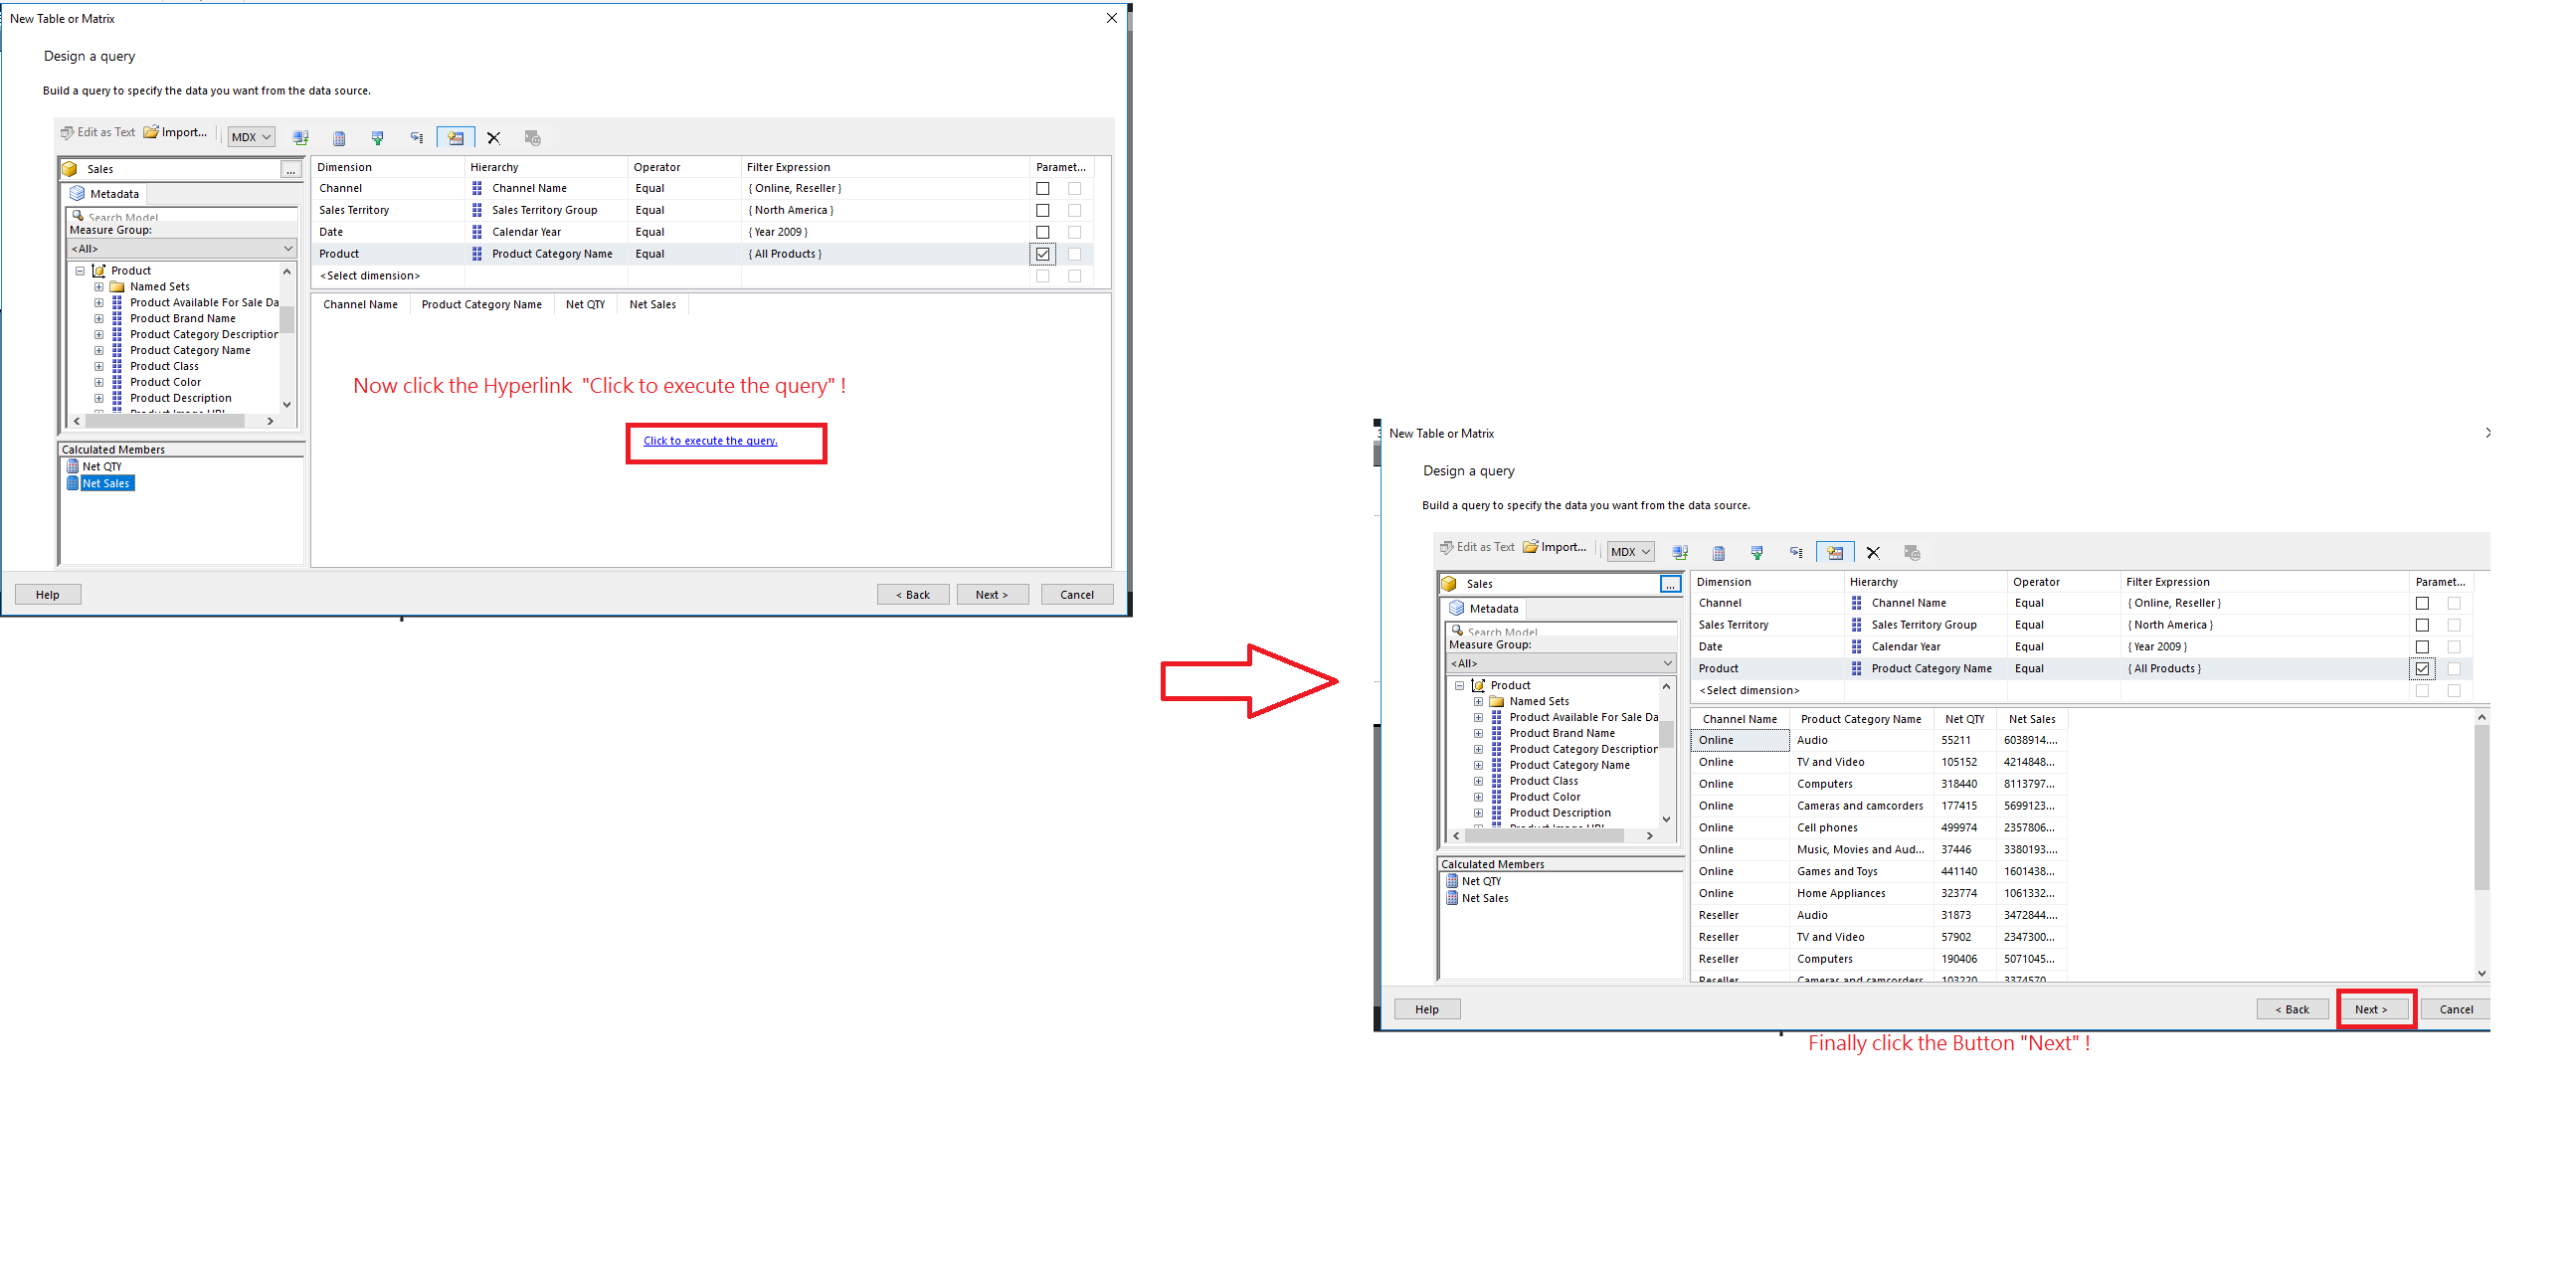 New Table or Matrix
Design a query
Build a query to specify the data you want from the data source.
Edit as Text Import... MDX
Sales ...
Metadata
Search Model
Measure Group:
<All>
Product
Named Sets
Product Available For Sale Da
Product Brand Name
Product Category Description
Product Category Name
Product Class
Product Color
Product Description
Product Image URL
Calculated Members
Net QTY
Net Sales
Dimension Hierarchy Operator Filter Expression Paramet...
Channel Channel Name Equal { Online, Reseller }
Sales Territory Sales Territory Group Equal { North America }
Date Calendar Year Equal { Year 2009 }
Product Product Category Name Equal { All Products }
<Select dimension>
Channel Name Product Category Name Net QTY Net Sales
Now click the Hyperlink "Click to execute the query" !
Click to execute the query.
Help < Back Next > Cancel
New Table or Matrix
Design a query
Build a query to specify the data you want from the data source.
Edit as Text Import... MDX
Sales ...
Metadata
Search Model
Measure Group:
<All>
Product
Named Sets
Product Available For Sale Da
Product Brand Name
Product Category Description
Product Category Name
Product Class
Product Color
Product Description
Product Image URL
Calculated Members
Net QTY
Net Sales
Dimension Hierarchy Operator Filter Expression Paramet...
Channel Channel Name Equal { Online, Reseller }
Sales Territory Sales Territory Group Equal { North America }
Date Calendar Year Equal { Year 2009 }
Product Product Category Name Equal { All Products }
<Select dimension>
Channel Name Product Category Name Net QTY Net Sales
Online Audio 55211 6038914....
Online TV and Video 105152 4214848...
Online Computers 318440 8113797...
Online Cameras and camcorders 177415 5699123...
Online Cell phones 499974 2357806...
Online Music, Movies and Aud... 37446 3380193....
Online Games and Toys 441140 1601438...
Online Home Appliances 323774 1061332...
Reseller Audio 31873 3472844....
Reseller TV and Video 57902 2347300...
Reseller Computers 190406 5071045...
Reseller Cameras and camcorders 103220 3374570
Help < Back Next > Cancel
Finally click the Button "Next" !